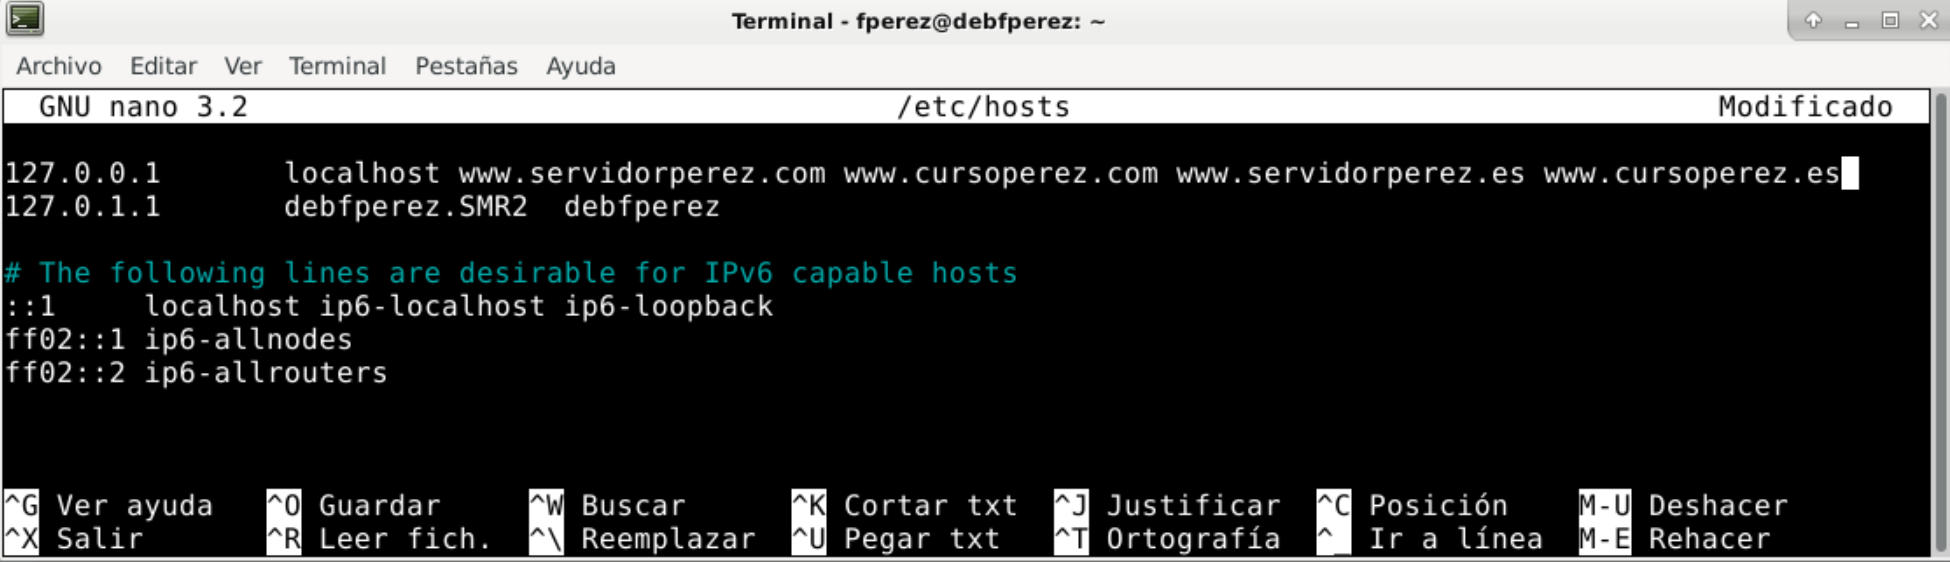 Terminal - fperez@debfperez: ~
Archivo Editar Ver Terminal Pestañas Ayuda
GNU nano 3.2 /etc/hosts Modificado
127.0.0.1 localhost www.servidorperez.com www.cursoperez.com www.servidorperez.es www.cursoperez.es
127.0.1.1 debfperez.SMR2 debfperez
# The following lines are desirable for IPv6 capable hosts
::1 localhost ip6-localhost ip6-loopback
ff02::1 ip6-allnodes
ff02::2 ip6-allrouters
^G Ver ayuda ^O Guardar ^W Buscar ^K Cortar txt ^J Justificar ^C Posición M-U Deshacer
^X Salir ^R Leer fich. ^\ Reemplazar ^U Pegar txt ^T Ortografía ^_ Ir a línea M-E Rehacer